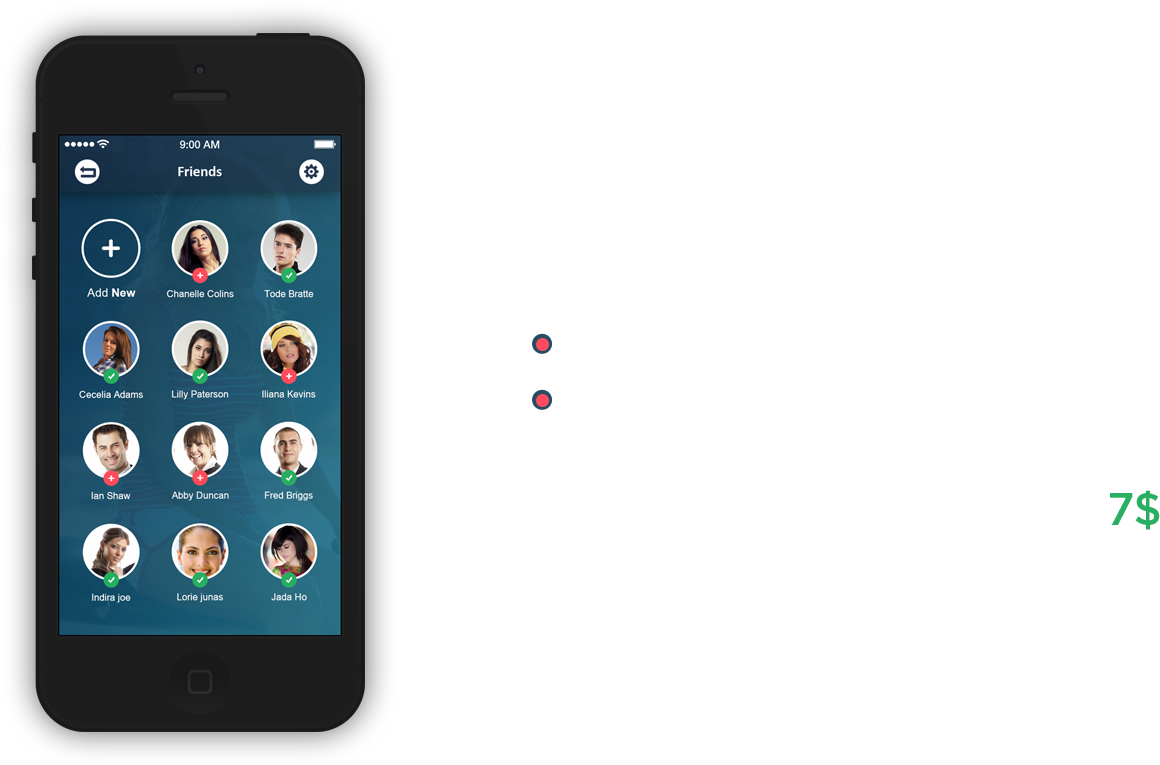 9:00 AM
Friends
Add New
Chanelle Colins
Tode Bratte
Cecelia Adams
Lilly Paterson
Iliana Kevins
Ian Shaw
Abby Duncan
Fred Briggs
Indira joe
Lorie junas
Jada Ho
7$